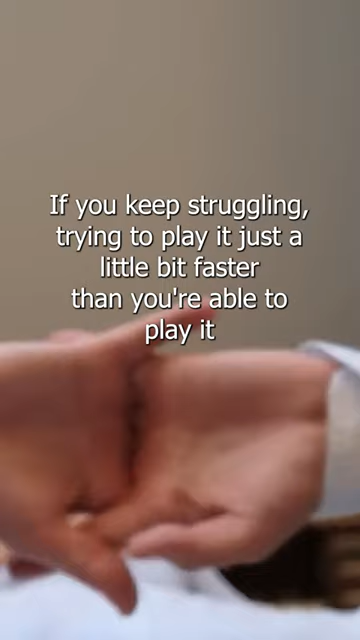 If you keep struggling,
trying to play it just a
little bit faster
than you're able to
play it